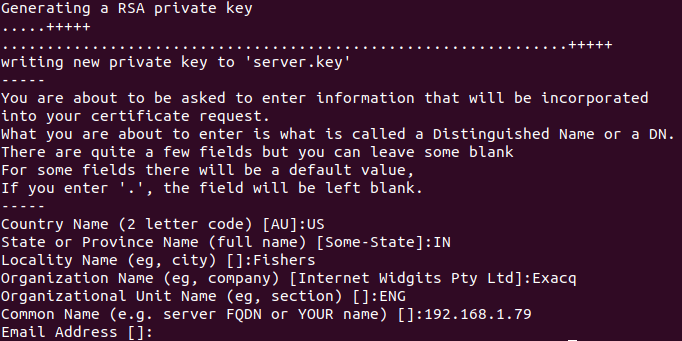 Generating a RSA private key
.....+++++
...............................................................+++++
writing new private key to 'server.key'
-----
You are about to be asked to enter information that will be incorporated
into your certificate request.
What you are about to enter is what is called a Distinguished Name or a DN.
There are quite a few fields but you can leave some blank
For some fields there will be a default value,
If you enter '.', the field will be left blank.
-----
Country Name (2 letter code) [AU]:US
State or Province Name (full name) [Some-State]:IN
Locality Name (eg, city) []:Fishers
Organization Name (eg, company) [Internet Widgits Pty Ltd]:Exacq
Organizational Unit Name (eg, section) []:ENG
Common Name (e.g. server FQDN or YOUR name) []:192.168.1.79
Email Address []: